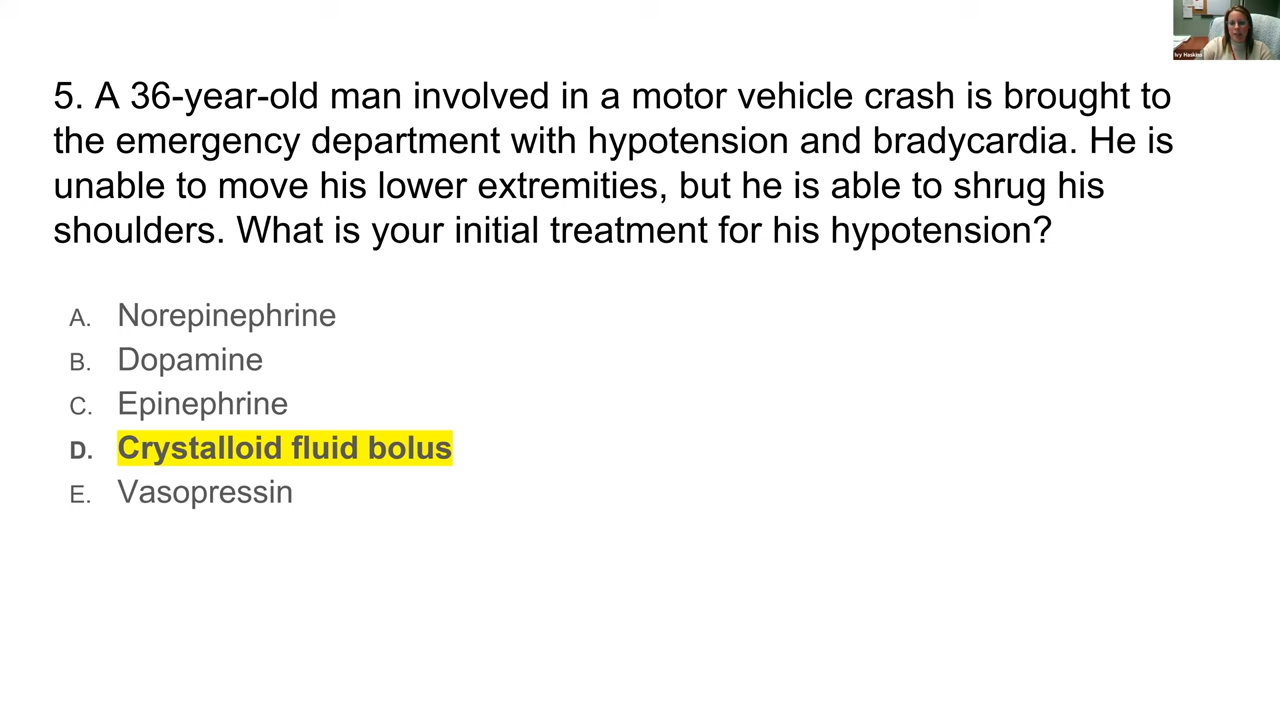 Ivy Haskins
5. A 36-year-old man involved in a motor vehicle crash is brought to
the emergency department with hypotension and bradycardia. He is
unable to move his lower extremities, but he is able to shrug his
shoulders. What is your initial treatment for his hypotension?
A. Norepinephrine
B. Dopamine
C. Epinephrine
D. Crystalloid fluid bolus
E. Vasopressin